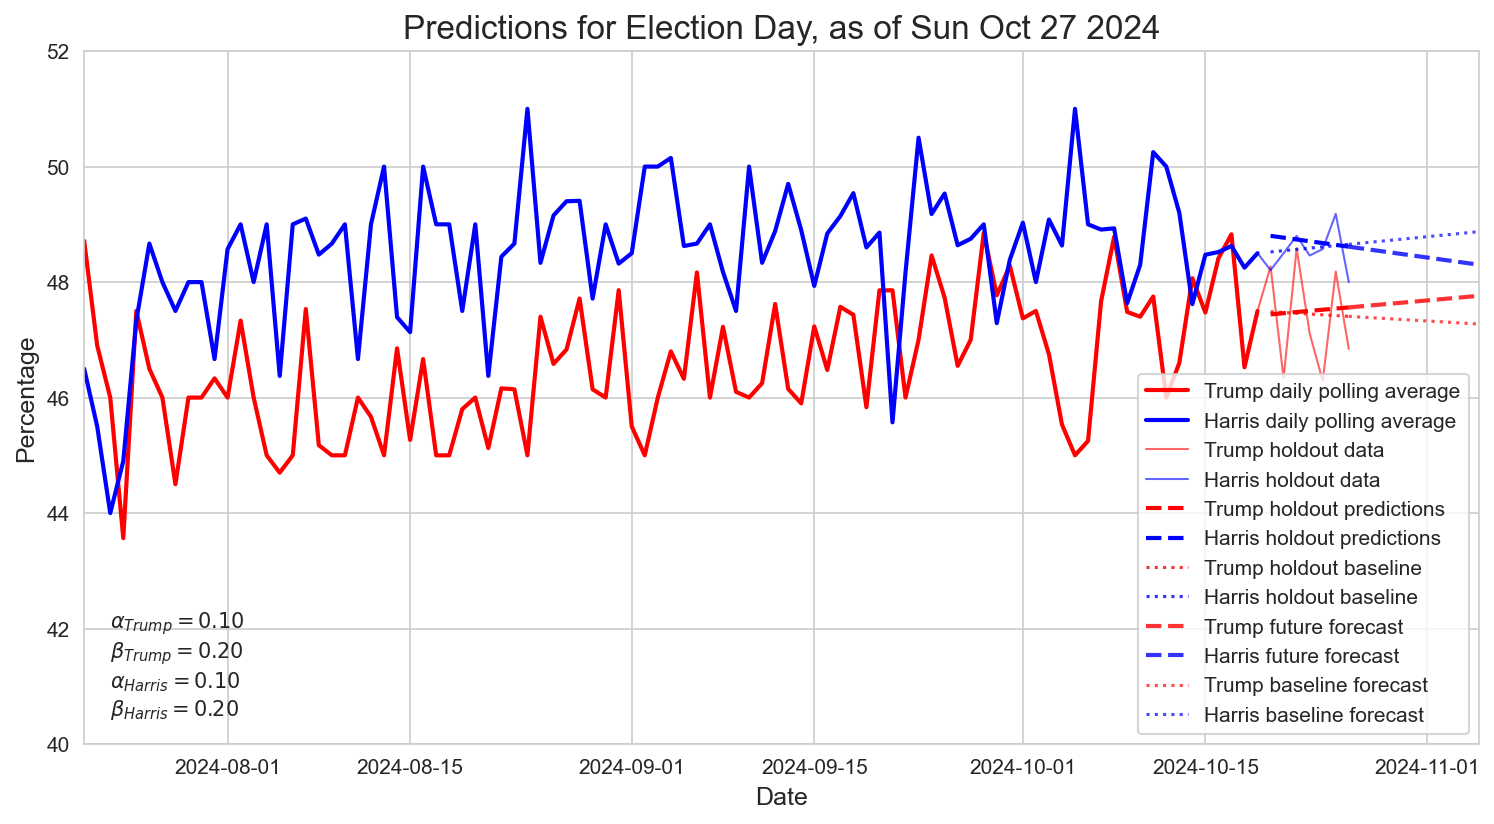 Predictions for Election Day, as of Sun Oct 27 2024
52
50
48
46
44
42
40
Percentage
α_Trump = 0.10
β_Trump = 0.20
α_Harris = 0.10
β_Harris = 0.20
Trump daily polling average
Harris daily polling average
Trump holdout data
Harris holdout data
Trump holdout predictions
Harris holdout predictions
Trump holdout baseline
Harris holdout baseline
Trump future forecast
Harris future forecast
Trump baseline forecast
Harris baseline forecast
2024-08-01 2024-08-15 2024-09-01 2024-09-15 2024-10-01 2024-10-15 2024-11-01
Date